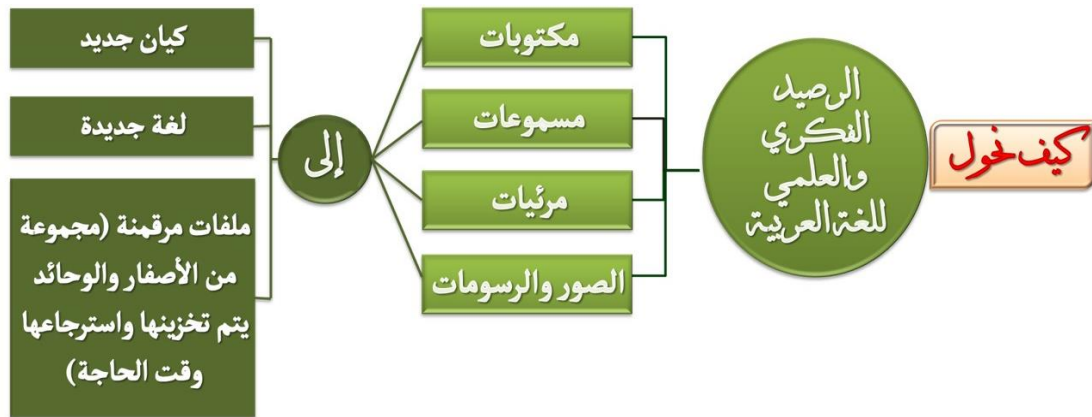 كيف نحول
الرصيد
الفكري
والعلمي
للغة العربية
مكتوبات
مسموعات
مرئيات
الصور والرسومات
إلى
كيان جديد
لغة جديدة
ملفات مرقمنة (مجموعة
من الأصفار والوحائد
يتم تخزينها واسترجاعها
وقت الحاجة)